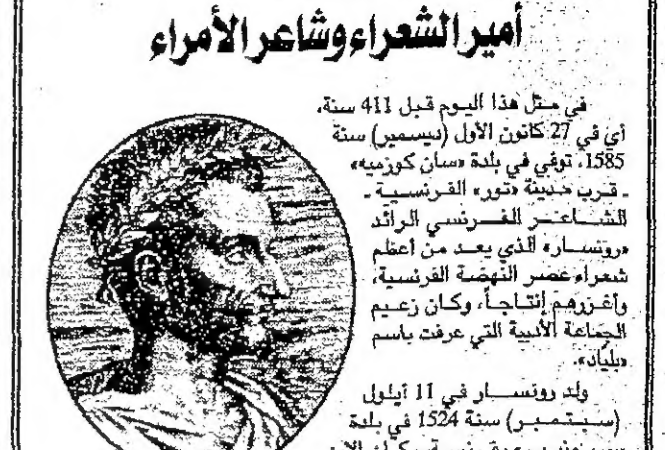 أمير الشعراء وشاعر الأمراء
في مثل هذا اليوم قبل 411 سنة،
أي في 27 كانون الأول (ديسمبر) سنة
1585، توفي في بلدة «سان كوزميه»
ـ قرب مدينة «تور» الفرنسية ـ
الشاعر الفرنسي الرائد
«رونسار» الذي يعد من أعظم
شعراء عصر النهضة الفرنسية،
وأغزرهم إنتاجاً، وكان زعيم
الجماعة الأدبية التي عرفت باسم
«بلياد».
ولد رونسار في 11 أيلول
(سبتمبر) سنة 1524 في بلدة